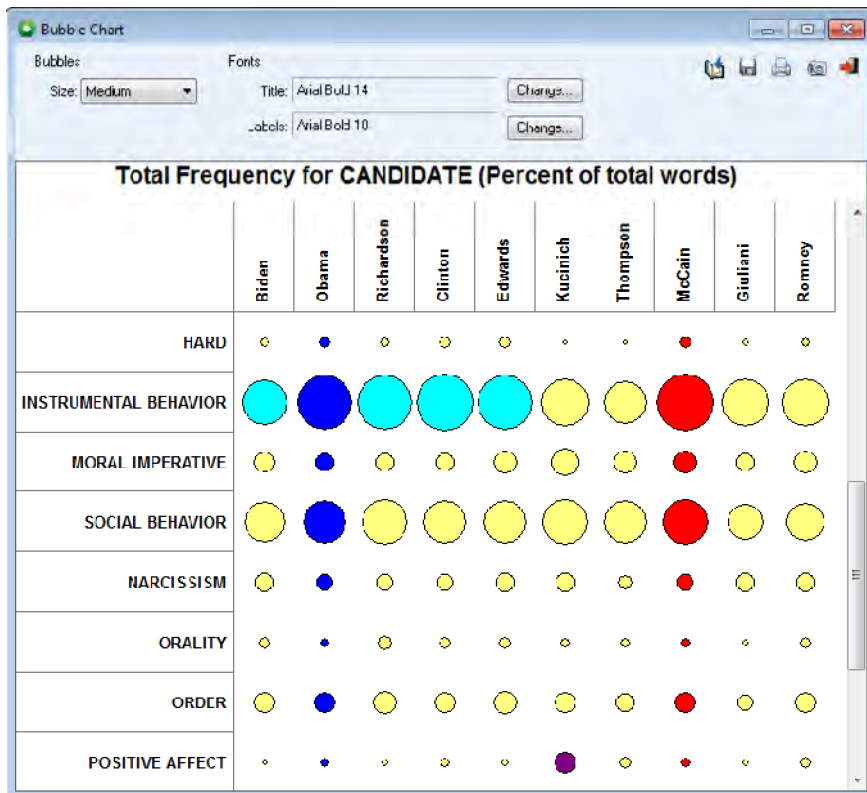 Bubble Chart
Bubbles
Fonts
Size: Medium
Title: Arial Bold 14
Change...
Labels: Arial Bold 10
Change...
Total Frequency for CANDIDATE (Percent of total words)
Biden
Obama
Richardson
Clinton
Edwards
Kucinich
Thompson
McCain
Giuliani
Romney
HARD
INSTRUMENTAL BEHAVIOR
MORAL IMPERATIVE
SOCIAL BEHAVIOR
NARCISSISM
ORALITY
ORDER
POSITIVE AFFECT